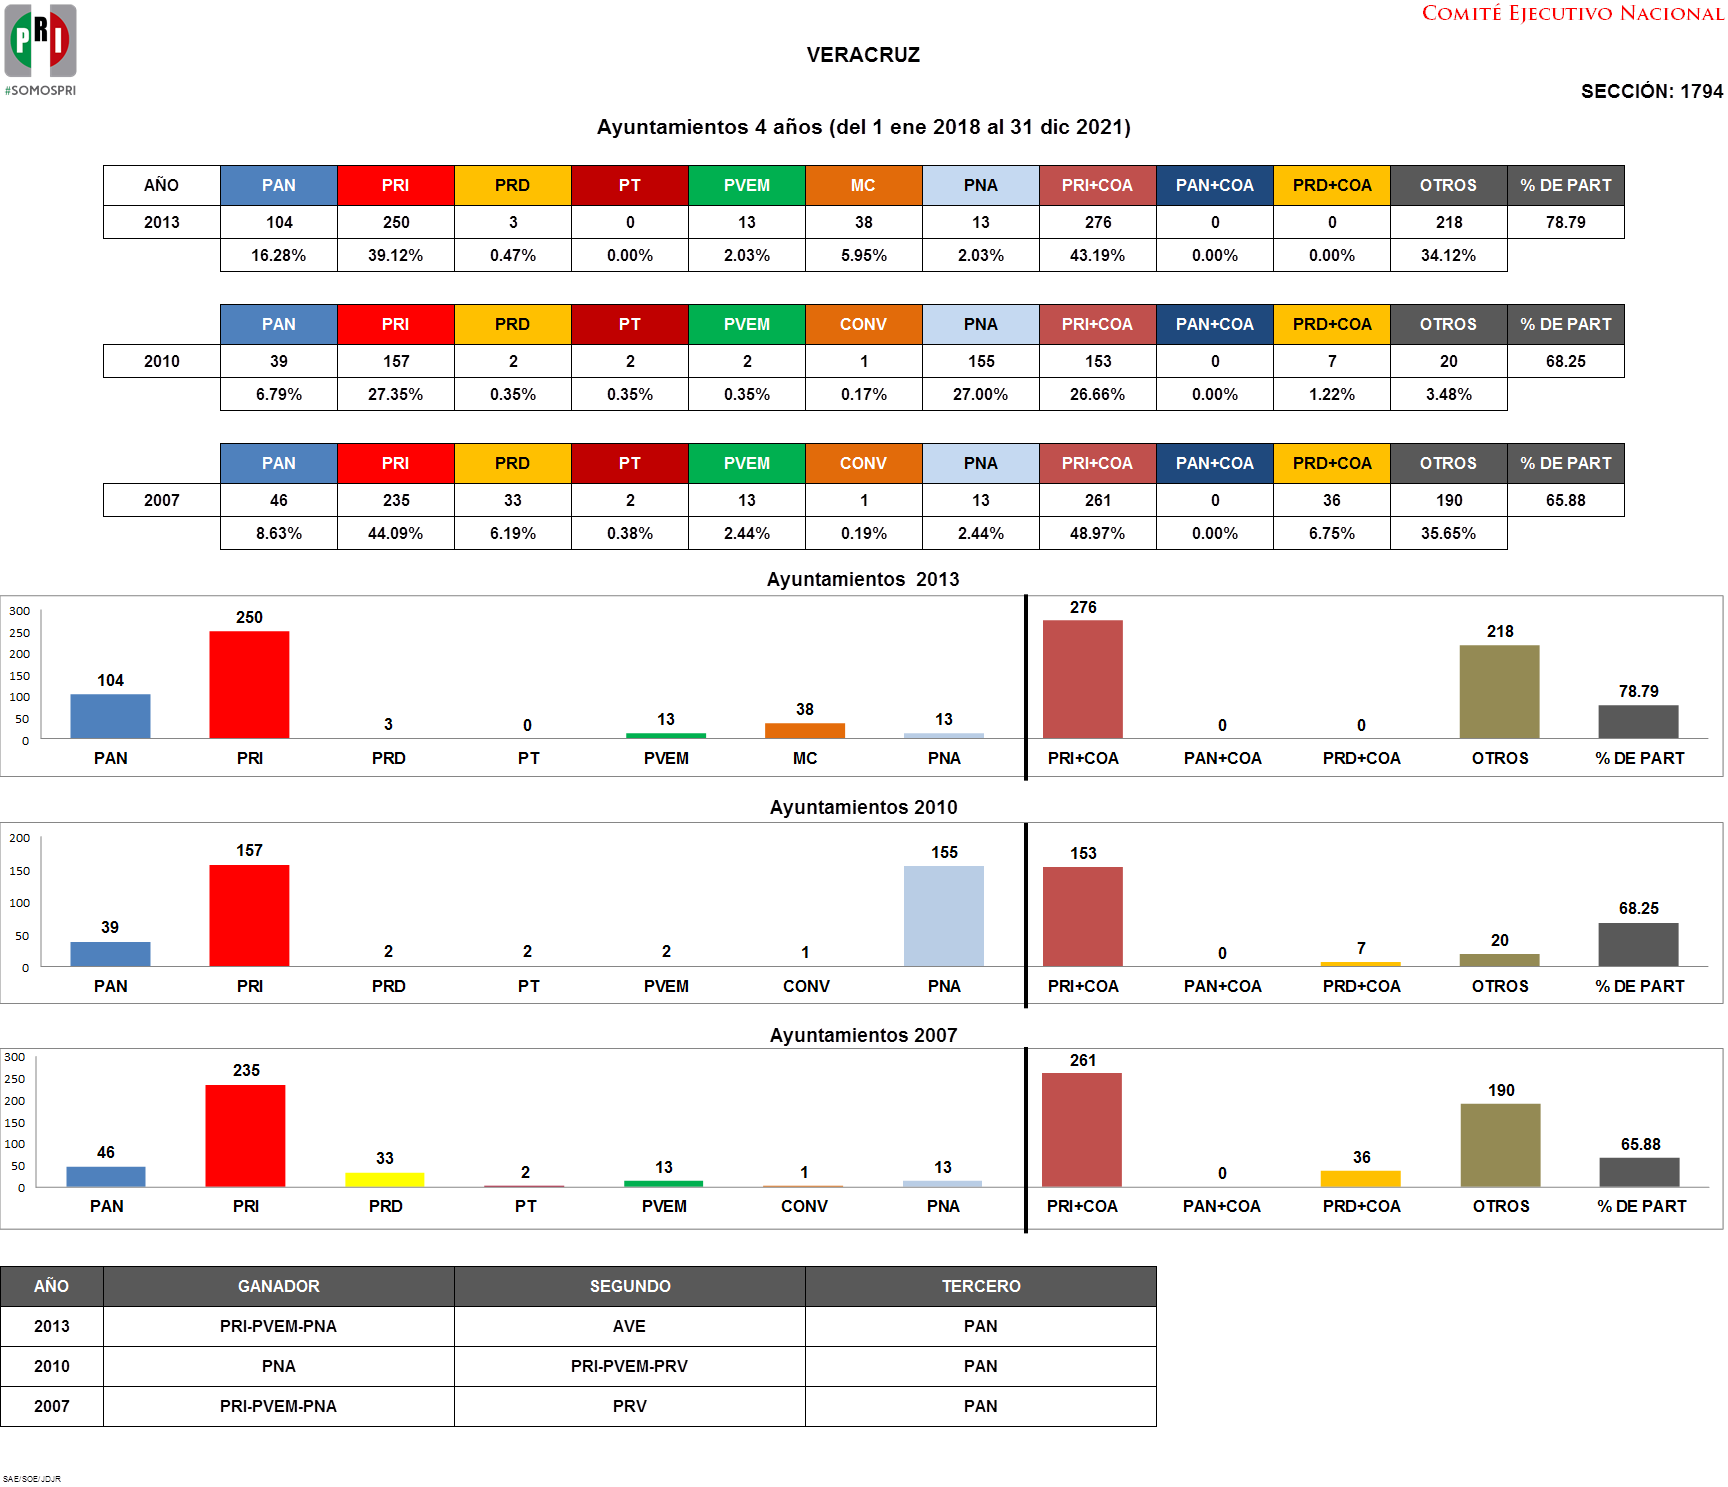 COMITÉ EJECUTIVO NACIONAL
PRI
#SOMOSPRI
VERACRUZ
SECCIÓN: 1794
Ayuntamientos 4 años (del 1 ene 2018 al 31 dic 2021)
AÑO PAN PRI PRD PT PVEM MC PNA PRI+COA PAN+COA PRD+COA OTROS % DE PART
2013 104 250 3 0 13 38 13 276 0 0 218 78.79
16.28% 39.12% 0.47% 0.00% 2.03% 5.95% 2.03% 43.19% 0.00% 0.00% 34.12%
PAN PRI PRD PT PVEM CONV PNA PRI+COA PAN+COA PRD+COA OTROS % DE PART
2010 39 157 2 2 2 1 155 153 0 7 20 68.25
6.79% 27.35% 0.35% 0.35% 0.35% 0.17% 27.00% 26.66% 0.00% 1.22% 3.48%
PAN PRI PRD PT PVEM CONV PNA PRI+COA PAN+COA PRD+COA OTROS % DE PART
2007 46 235 33 2 13 1 13 261 0 36 190 65.88
8.63% 44.09% 6.19% 0.38% 2.44% 0.19% 2.44% 48.97% 0.00% 6.75% 35.65%
Ayuntamientos 2013
300
250
200
150
100
50
0
104 250 3 0 13 38 13 276 0 0 218 78.79
PAN PRI PRD PT PVEM MC PNA PRI+COA PAN+COA PRD+COA OTROS % DE PART
Ayuntamientos 2010
200
150
100
50
0
39 157 2 2 2 1 155 153 0 7 20 68.25
PAN PRI PRD PT PVEM CONV PNA PRI+COA PAN+COA PRD+COA OTROS % DE PART
Ayuntamientos 2007
300
250
200
150
100
50
0
46 235 33 2 13 1 13 261 0 36 190 65.88
PAN PRI PRD PT PVEM CONV PNA PRI+COA PAN+COA PRD+COA OTROS % DE PART
AÑO GANADOR SEGUNDO TERCERO
2013 PRI-PVEM-PNA AVE PAN
2010 PNA PRI-PVEM-PRV PAN
2007 PRI-PVEM-PNA PRV PAN
SAE/SOE/JDJR